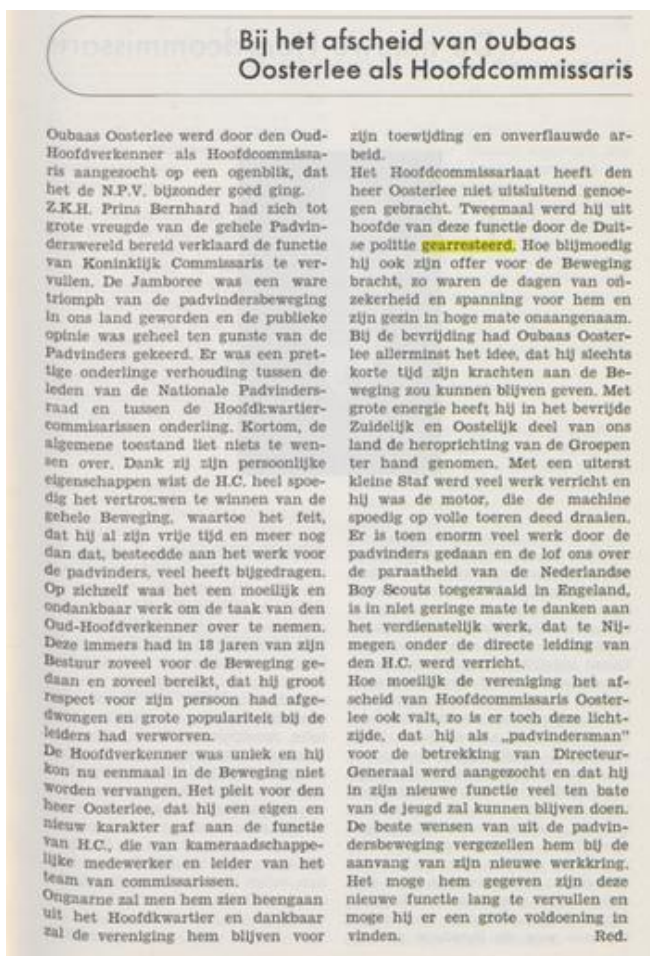 Bij het afscheid van oubaas
Oosterlee als Hoofdcommissaris
Oubaas Oosterlee werd door den Oud-
Hoofdverkenner als Hoofdcommissa-
ris aangezocht op een ogenblik, dat
het de N.P.V. bijzonder goed ging.
Z.K.H. Prins Bernhard had zich tot
grote vreugde van de gehele Padvin-
derswereld bereid verklaard de functie
van Koninklijk Commissaris te ver-
vullen. De Jamboree was een ware
triomph van de padvindersbeweging
in ons land geworden en de publieke
opinie was geheel ten gunste van de
Padvinders gekeerd. Er was een pret-
tige onderlinge verhouding tussen de
leden van de Nationale Padvinders-
raad en tussen de Hoofdkwartier-
commissarissen onderling. Kortom, de
algemene toestand liet niets te wen-
sen over. Dank zij zijn persoonlijke
eigenschappen wist de H.C. heel spoe-
dig het vertrouwen te winnen van de
gehele Beweging, waartoe het feit,
dat hij al zijn vrije tijd en meer nog
dan dat, besteedde aan het werk voor
de padvinders, veel heeft bijgedragen.
Op zichzelf was het een moeilijk en
ondankbaar werk om de taak van den
Oud-Hoofdverkenner over te nemen.
Deze immers had in 18 jaren van zijn
Bestuur zoveel voor de Beweging ge-
daan en zoveel bereikt, dat hij groot
respect voor zijn persoon had afge-
dwongen en grote populariteit bij de
leiders had verworven.
De Hoofdverkenner was uniek en hij
kon nu eenmaal in de Beweging niet
worden vervangen. Het pleit voor den
heer Oosterlee, dat hij een eigen en
nieuw karakter gaf aan de functie
van H.C., die van kameraadschappe-
lijke medewerker en leider van het
team van commissarissen.
Ongaarne zal men hem zien heengaan
uit het Hoofdkwartier en dankbaar
zal de vereniging hem blijven voor
zijn toewijding en onverflauwde ar-
beid.
Het Hoofdcommissariaat heeft den
heer Oosterlee niet uitsluitend genoe-
gen gebracht. Tweemaal werd hij uit
hoofde van deze functie door de Duit-
se politie gearresteerd. Hoe blijmoedig
hij ook zijn offer voor de Beweging
bracht, zo waren de dagen van on-
zekerheid en spanning voor hem en
zijn gezin in hoge mate onaangenaam.
Bij de bevrijding had Oubaas Ooster-
lee allerminst het idee, dat hij slechts
korte tijd zijn krachten aan de Be-
weging zou kunnen blijven geven. Met
grote energie heeft hij in het bevrijde
Zuidelijk en Oostelijk deel van ons
land de heroprichting van de Groepen
ter hand genomen. Met een uiterst
kleine Staf werd veel werk verricht en
hij was de motor, die de machine
spoedig op volle toeren deed draaien.
Er is toen enorm veel werk door de
padvinders gedaan en de lof ons over
de paraatheid van de Nederlandse
Boy Scouts toegezwaaid in Engeland,
is in niet geringe mate te danken aan
het verdienstelijk werk, dat te Nij-
megen onder de directe leiding van
den H.C. werd verricht.
Hoe moeilijk de vereniging het af-
scheid van Hoofdcommissaris Ooster-
lee ook valt, zo is er toch deze licht-
zijde, dat hij als „padvindersman”
voor de betrekking van Directeur-
Generaal werd aangezocht en dat hij
in zijn nieuwe functie veel ten bate
van de jeugd zal kunnen blijven doen.
De beste wensen van uit de padvin-
dersbeweging vergezellen hem bij de
aanvang van zijn nieuwe werkkring.
Het moge hem gegeven zijn deze
nieuwe functie lang te vervullen en
moge hij er een grote voldoening in
vinden. Red.